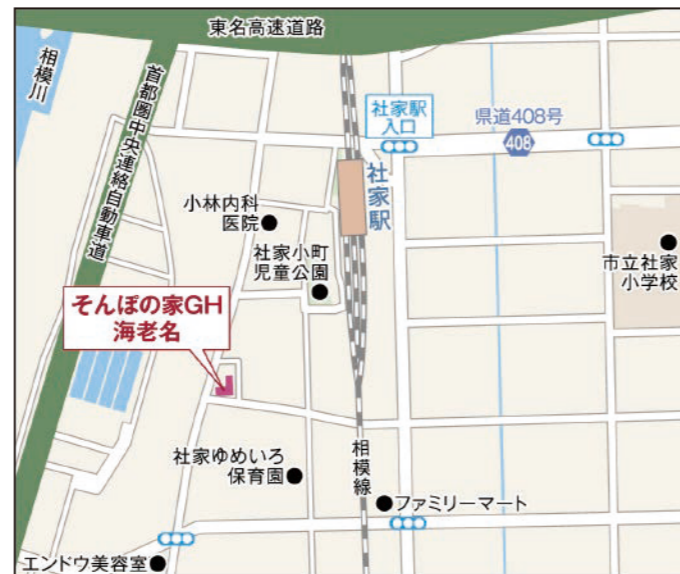 東名高速道路
相模川
首都圏中央連絡自動車道
社家駅
入口
県道408号
408
社家駅
小林内科
医院
社家小町
児童公園
市立社家
小学校
そんぽの家GH
海老名
社家ゆめいろ
保育園
相模線
ファミリーマート
エンドウ美容室